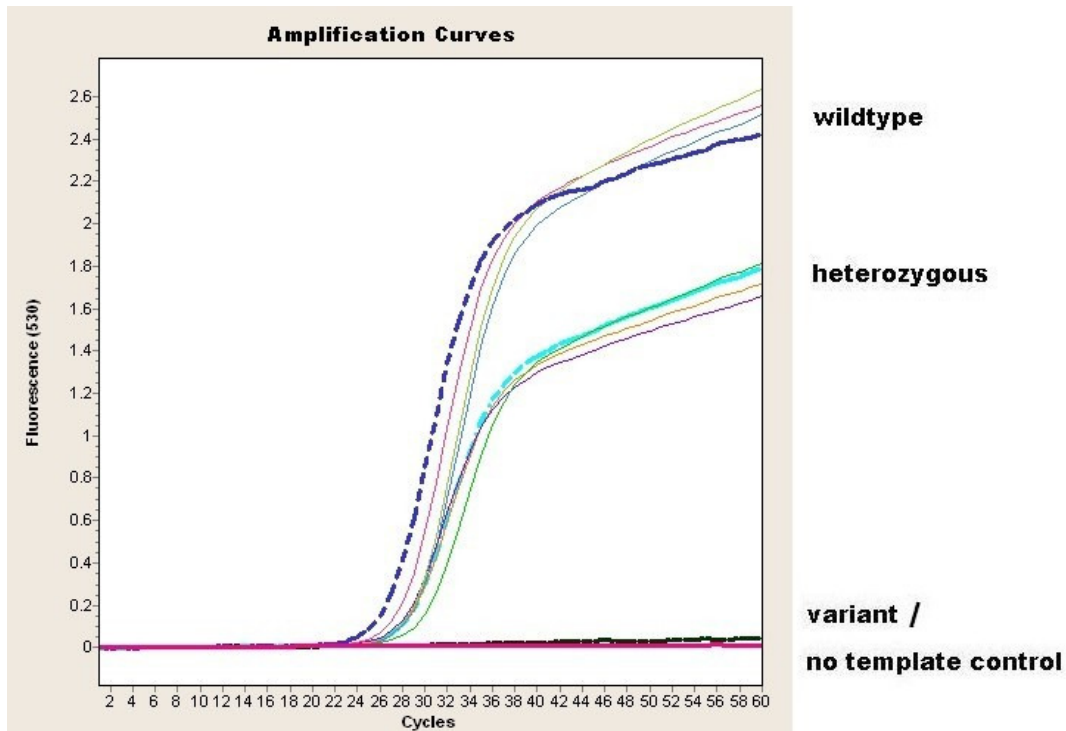 Amplification Curves
2.6
2.4
2.2
2
1.8
1.6
1.4
1.2
1
0.8
0.6
0.4
0.2
0
Fluorescence (530)
2 4 6 8 10 12 14 16 18 20 22 24 26 28 30 32 34 36 38 40 42 44 46 48 50 52 54 56 58 60
Cycles
wildtype
heterozygous
variant /
no template control